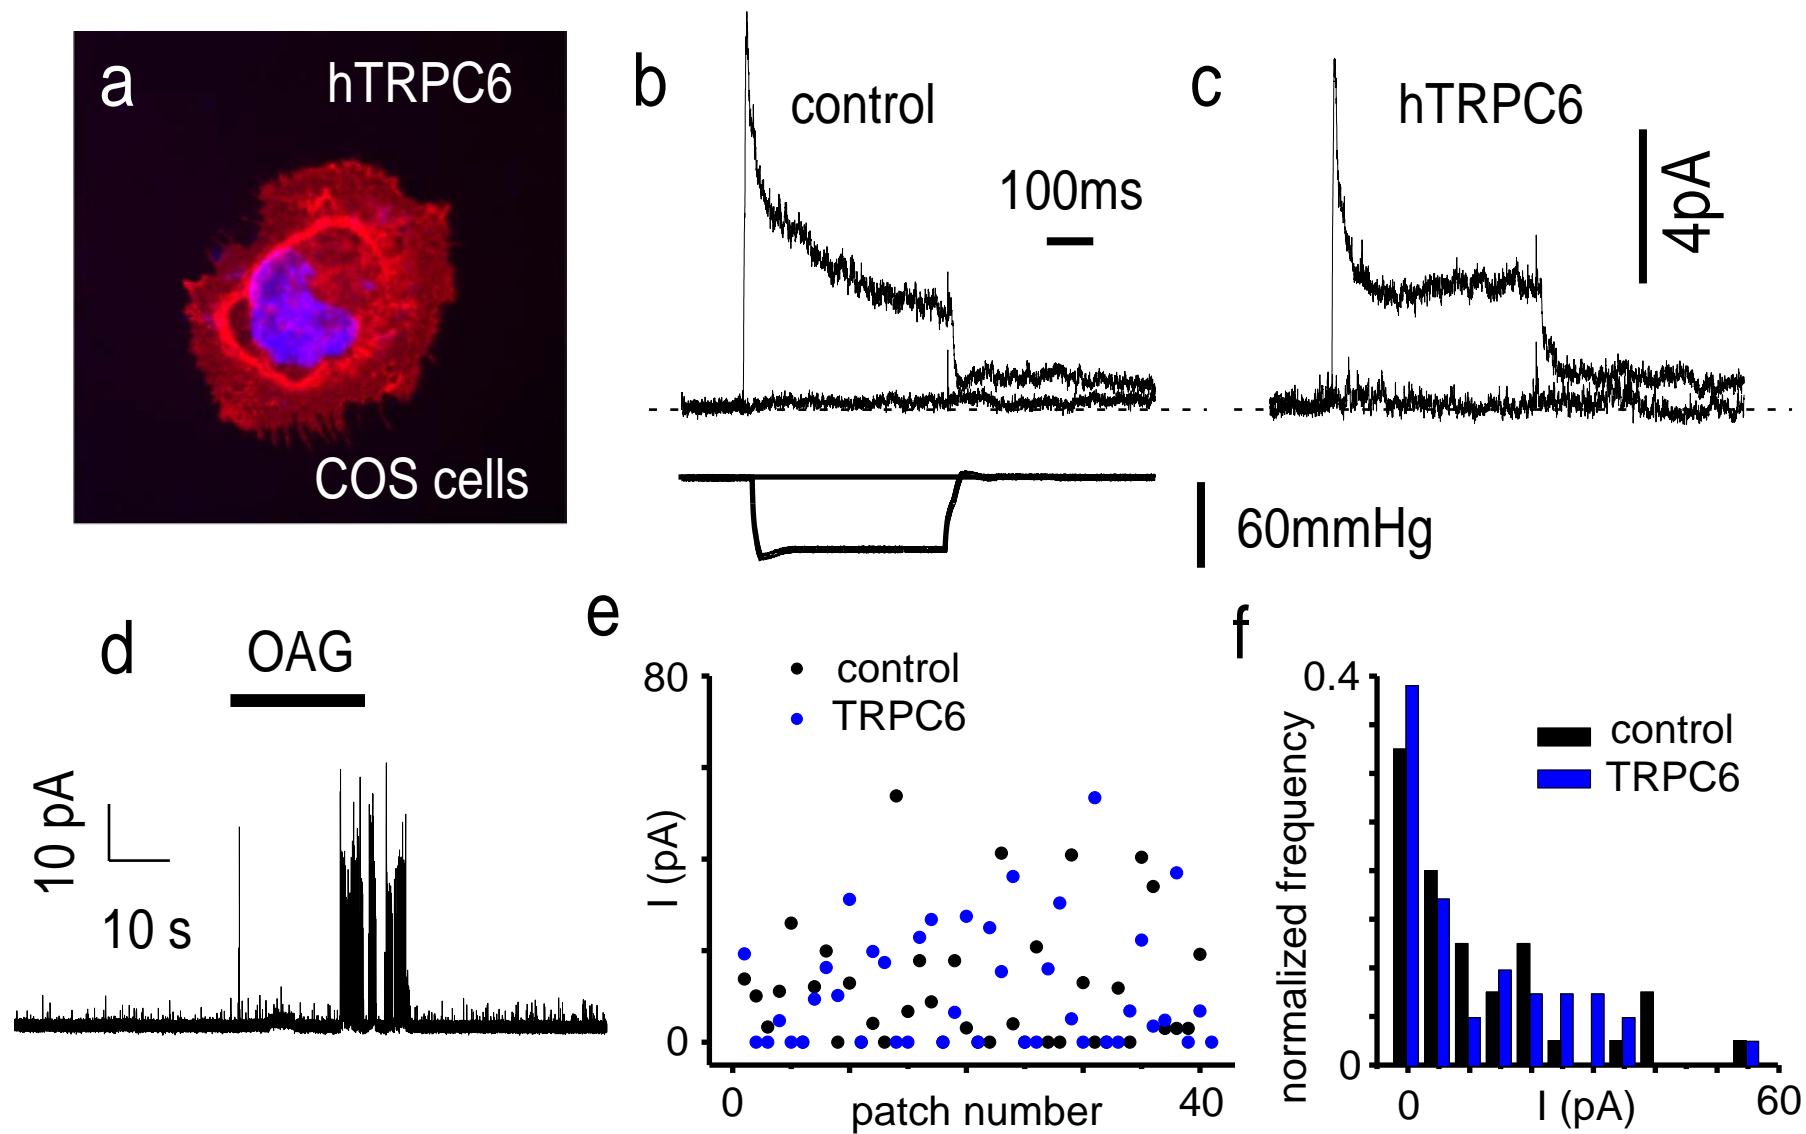 a
hTRPC6
COS cells
b
control
100ms
c
hTRPC6
4pA
60mmHg
d
OAG
10 pA
10 s
e
80
control
TRPC6
I (pA)
0
0
patch number
40
f
0.4
control
TRPC6
normalized frequency
0
0
I (pA)
60